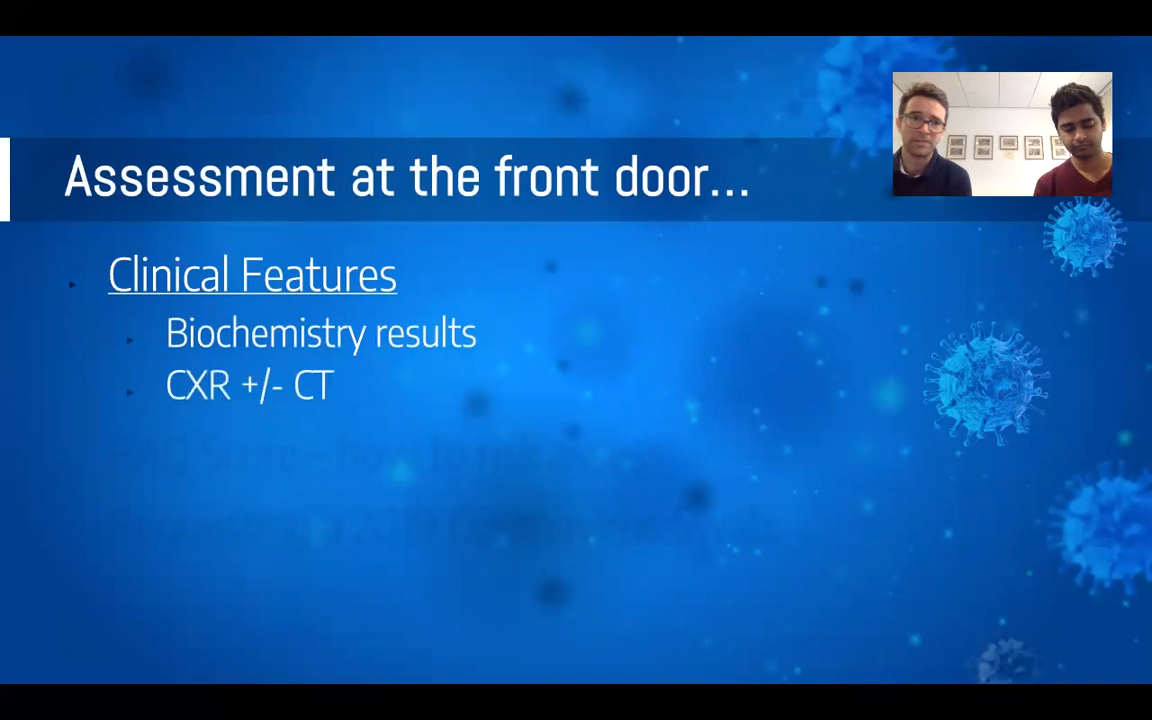 Assessment at the front door...
Clinical Features
Biochemistry results
CXR +/- CT